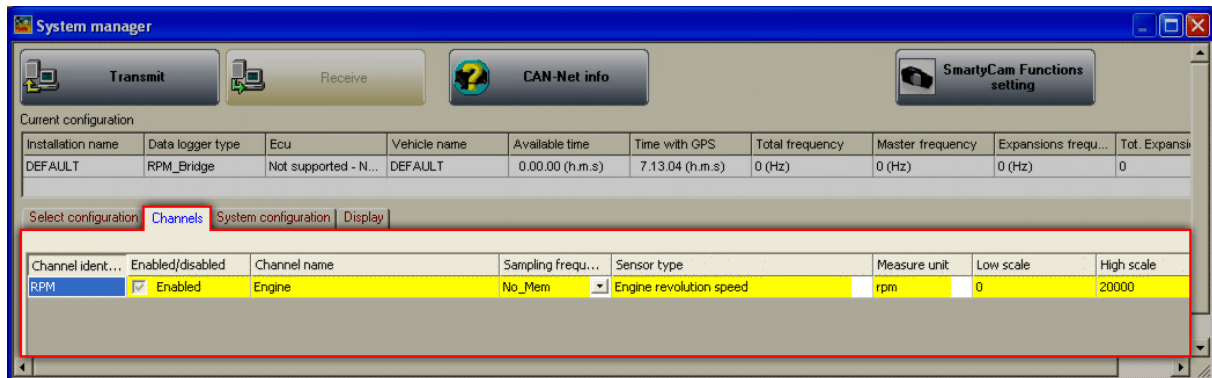 System manager
Transmit
Receive
CAN-Net info
SmartyCam Functions
setting
Current configuration
Installation name Data logger type Ecu Vehicle name Available time Time with GPS Total frequency Master frequency Expansions frequ... Tot. Expansi
DEFAULT RPM_Bridge Not supported - N... DEFAULT 0.00.00 (h.m.s) 7.13.04 (h.m.s) 0 (Hz) 0 (Hz) 0 (Hz) 0
Select configuration Channels System configuration Display
Channel ident... Enabled/disabled Channel name Sampling frequ... Sensor type Measure unit Low scale High scale
RPM Enabled Engine No_Mem Engine revolution speed rpm 0 20000